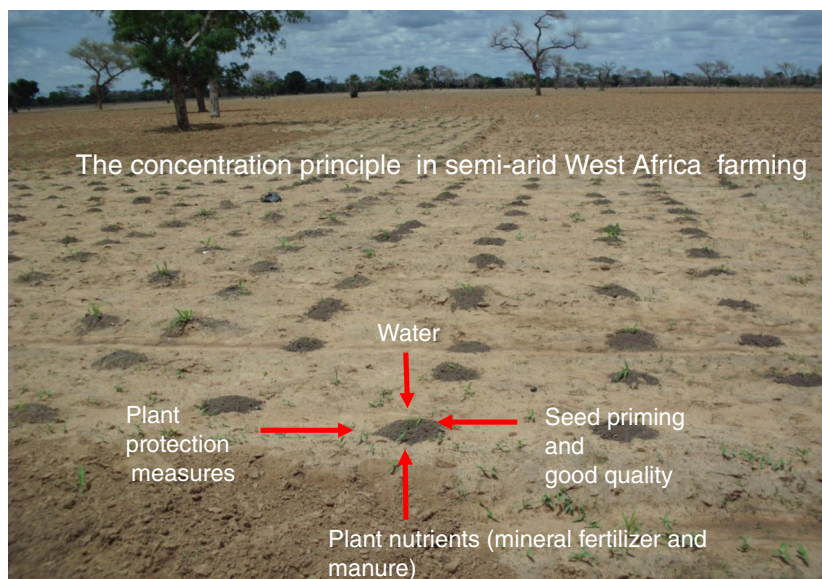 The concentration principle in semi-arid West Africa farming
Water
Plant
protection
measures
Seed priming
and
good quality
Plant nutrients (mineral fertilizer and
manure)